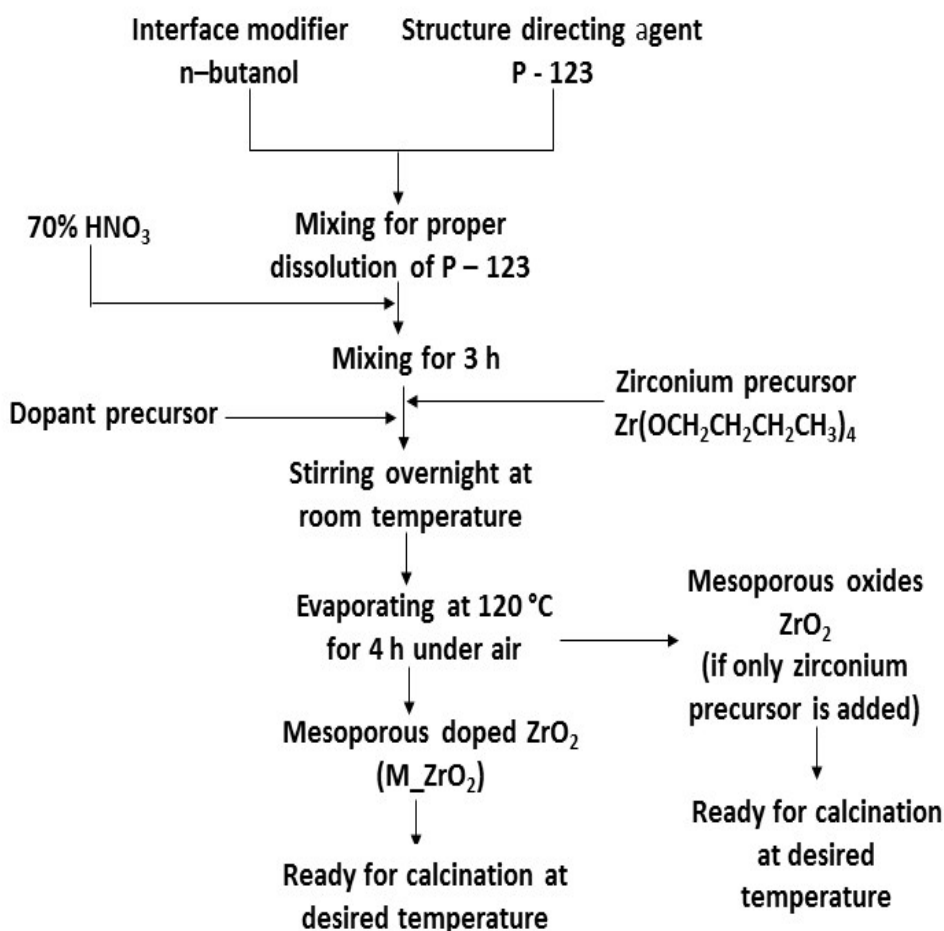 Interface modifier
n–butanol
Structure directing agent
P - 123
70% HNO₃
Mixing for proper
dissolution of P – 123
Mixing for 3 h
Dopant precursor
Zirconium precursor
Zr(OCH₂CH₂CH₂CH₃)₄
Stirring overnight at
room temperature
Evaporating at 120 °C
for 4 h under air
Mesoporous oxides
ZrO₂
(if only zirconium
precursor is added)
Mesoporous doped ZrO₂
(M_ZrO₂)
Ready for calcination
at desired
temperature
Ready for calcination at
desired temperature